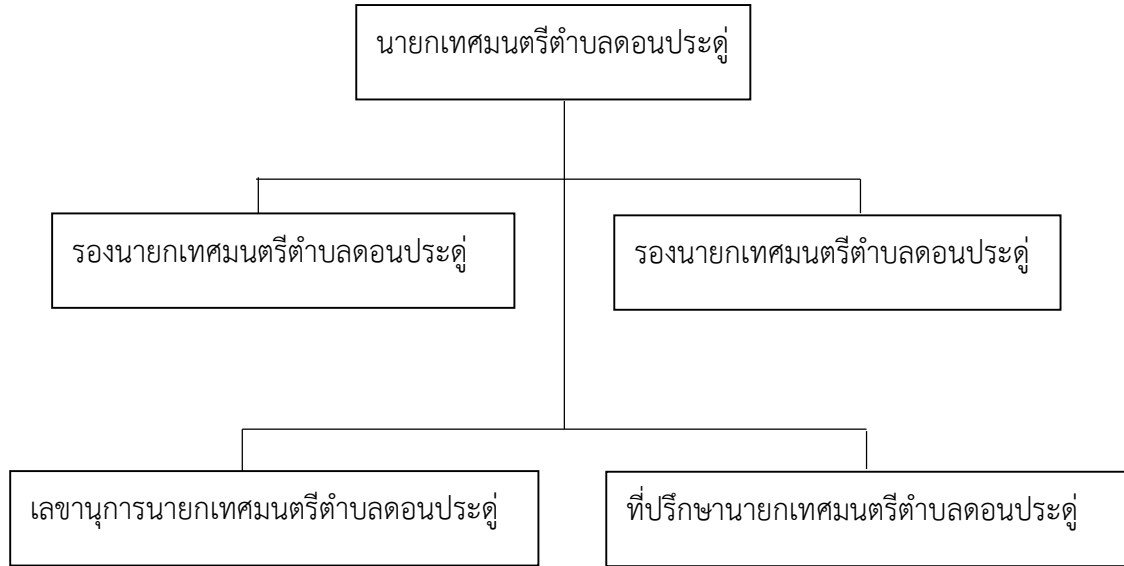 นายกเทศมนตรีตำบลดอนประดู่
รองนายกเทศมนตรีตำบลดอนประดู่
รองนายกเทศมนตรีตำบลดอนประดู่
เลขานุการนายกเทศมนตรีตำบลดอนประดู่
ที่ปรึกษานายกเทศมนตรีตำบลดอนประดู่